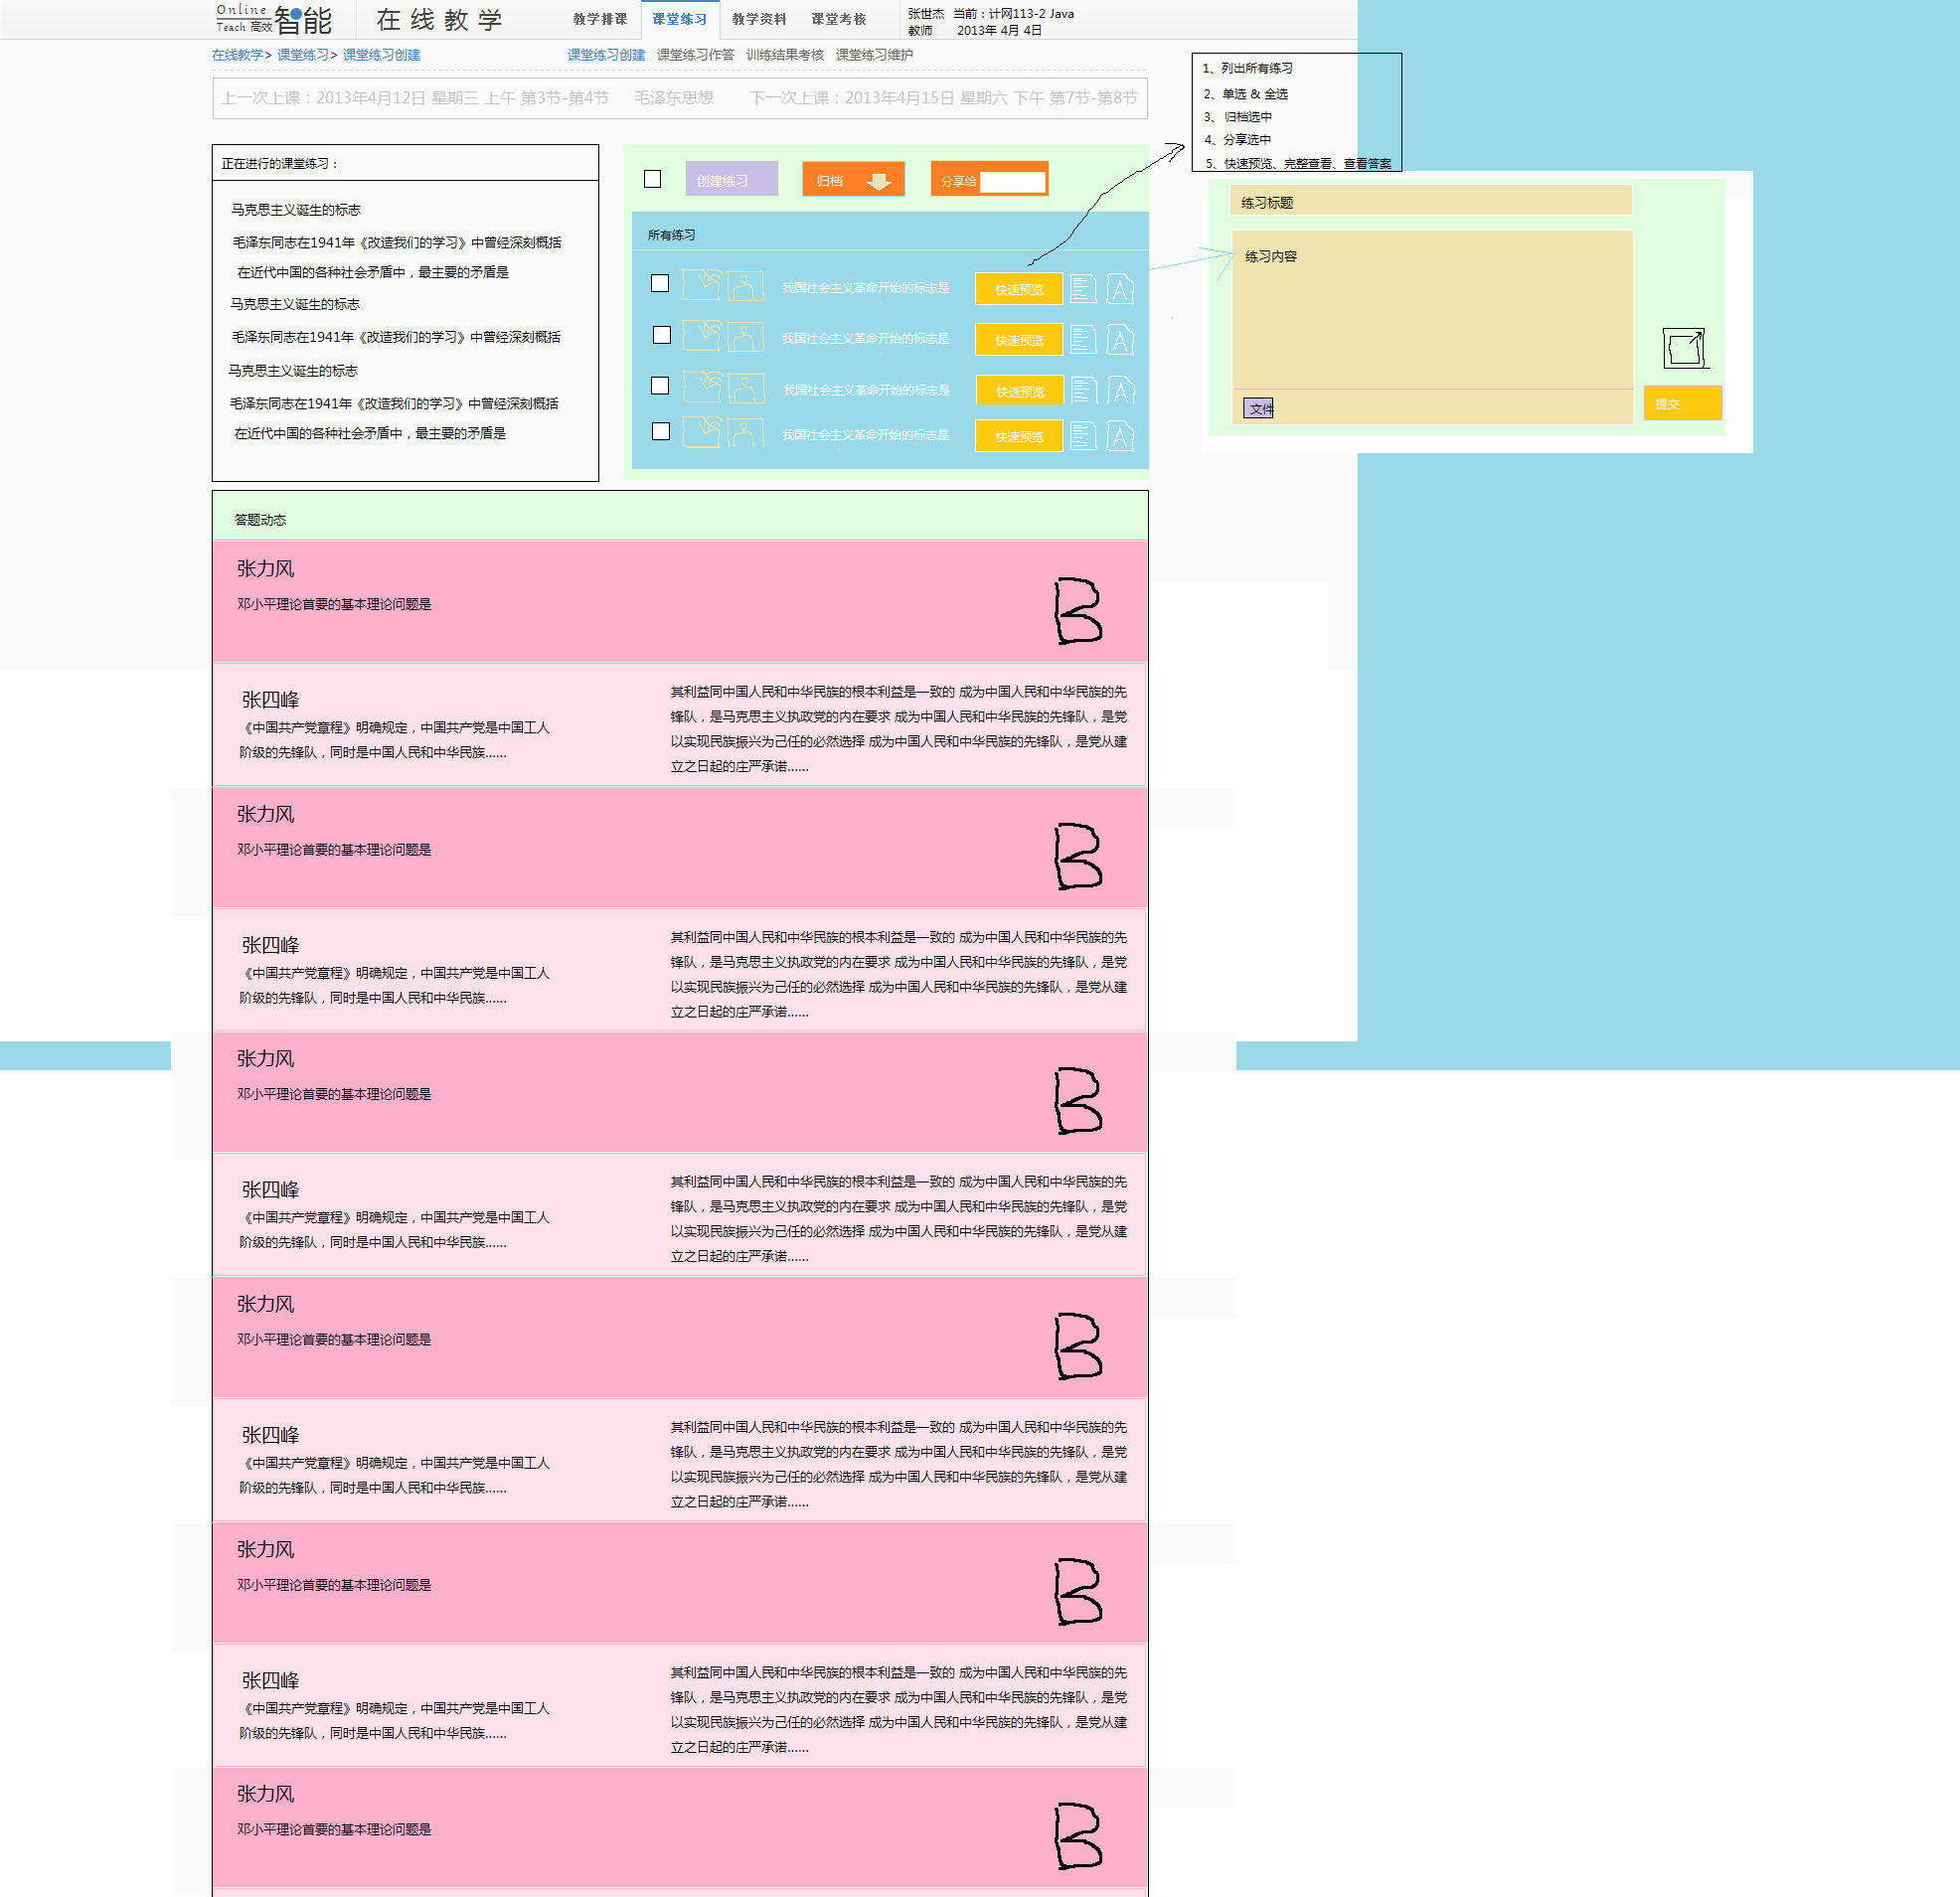 Online
Teach 高效 智能
在线教学
教学排课 课堂练习 教学资料 课堂考核
张世杰 当前：计网113-2 Java
教师 2013年 4月 4日
在线教学> 课堂练习> 课堂练习创建
课堂练习创建 课堂练习作答 训练结果考核 课堂练习维护
上一次上课：2013年4月12日 星期三 上午 第3节-第4节 毛泽东思想 下一次上课：2013年4月15日 星期六 下午 第7节-第8节
1、列出所有练习
2、单选 & 全选
3、归档选中
4、分享选中
5、快速预览、完整查看、查看答案
正在进行的课堂练习：
马克思主义诞生的标志
毛泽东同志在1941年《改造我们的学习》中曾经深刻概括
在近代中国的各种社会矛盾中，最主要的矛盾是
马克思主义诞生的标志
毛泽东同志在1941年《改造我们的学习》中曾经深刻概括
马克思主义诞生的标志
毛泽东同志在1941年《改造我们的学习》中曾经深刻概括
在近代中国的各种社会矛盾中，最主要的矛盾是
创建练习 归档 分享给
所有练习
我国社会主义革命开始的标志是 快速预览 A
我国社会主义革命开始的标志是 快速预览 A
我国社会主义革命开始的标志是 快速预览 A
我国社会主义革命开始的标志是 快速预览 A
练习标题
练习内容
文件
提交
答题动态
张力风
邓小平理论首要的基本理论问题是
B
张四峰
《中国共产党章程》明确规定，中国共产党是中国工人
阶级的先锋队，同时是中国人民和中华民族......
其利益同中国人民和中华民族的根本利益是一致的 成为中国人民和中华民族的先
锋队，是马克思主义执政党的内在要求 成为中国人民和中华民族的先锋队，是党
以实现民族振兴为己任的必然选择 成为中国人民和中华民族的先锋队，是党从建
立之日起的庄严承诺......
张力风
邓小平理论首要的基本理论问题是
B
张四峰
《中国共产党章程》明确规定，中国共产党是中国工人
阶级的先锋队，同时是中国人民和中华民族......
其利益同中国人民和中华民族的根本利益是一致的 成为中国人民和中华民族的先
锋队，是马克思主义执政党的内在要求 成为中国人民和中华民族的先锋队，是党
以实现民族振兴为己任的必然选择 成为中国人民和中华民族的先锋队，是党从建
立之日起的庄严承诺......
张力风
邓小平理论首要的基本理论问题是
B
张四峰
《中国共产党章程》明确规定，中国共产党是中国工人
阶级的先锋队，同时是中国人民和中华民族......
其利益同中国人民和中华民族的根本利益是一致的 成为中国人民和中华民族的先
锋队，是马克思主义执政党的内在要求 成为中国人民和中华民族的先锋队，是党
以实现民族振兴为己任的必然选择 成为中国人民和中华民族的先锋队，是党从建
立之日起的庄严承诺......
张力风
邓小平理论首要的基本理论问题是
B
张四峰
《中国共产党章程》明确规定，中国共产党是中国工人
阶级的先锋队，同时是中国人民和中华民族......
其利益同中国人民和中华民族的根本利益是一致的 成为中国人民和中华民族的先
锋队，是马克思主义执政党的内在要求 成为中国人民和中华民族的先锋队，是党
以实现民族振兴为己任的必然选择 成为中国人民和中华民族的先锋队，是党从建
立之日起的庄严承诺......
张力风
邓小平理论首要的基本理论问题是
B
张四峰
《中国共产党章程》明确规定，中国共产党是中国工人
阶级的先锋队，同时是中国人民和中华民族......
其利益同中国人民和中华民族的根本利益是一致的 成为中国人民和中华民族的先
锋队，是马克思主义执政党的内在要求 成为中国人民和中华民族的先锋队，是党
以实现民族振兴为己任的必然选择 成为中国人民和中华民族的先锋队，是党从建
立之日起的庄严承诺......
张力风
邓小平理论首要的基本理论问题是
B